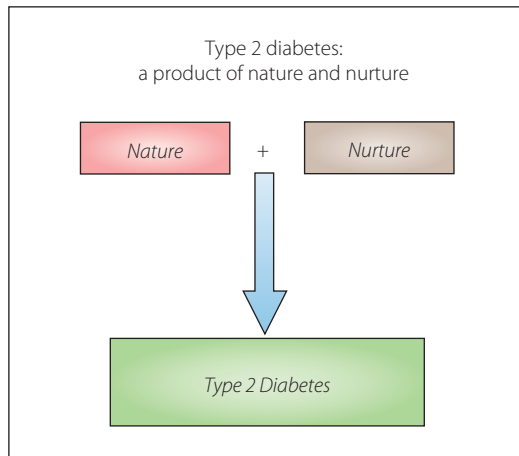 Type 2 diabetes:
a product of nature and nurture
Nature + Nurture
Type 2 Diabetes